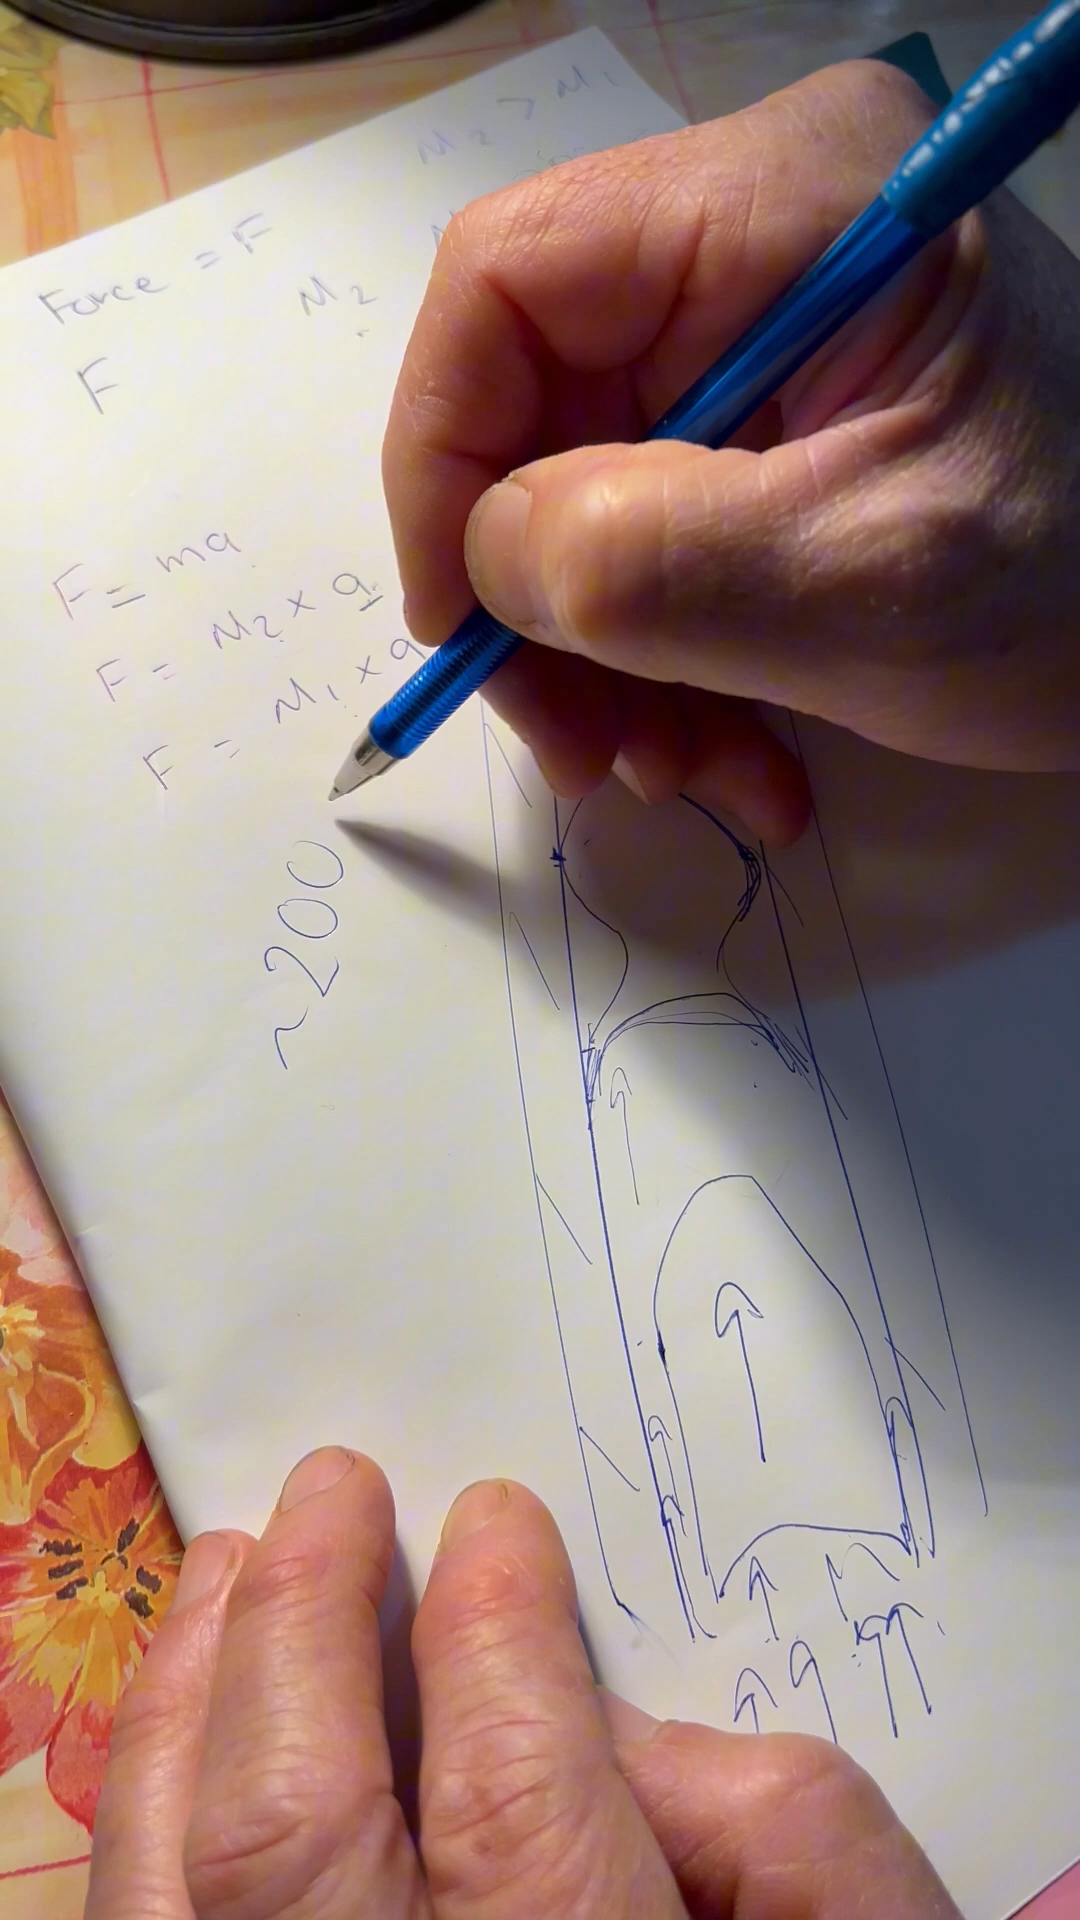 M₂ > M₁
Force = F
M₂
F
F = ma
F = M₂ × a
F = M₁ × a
~200